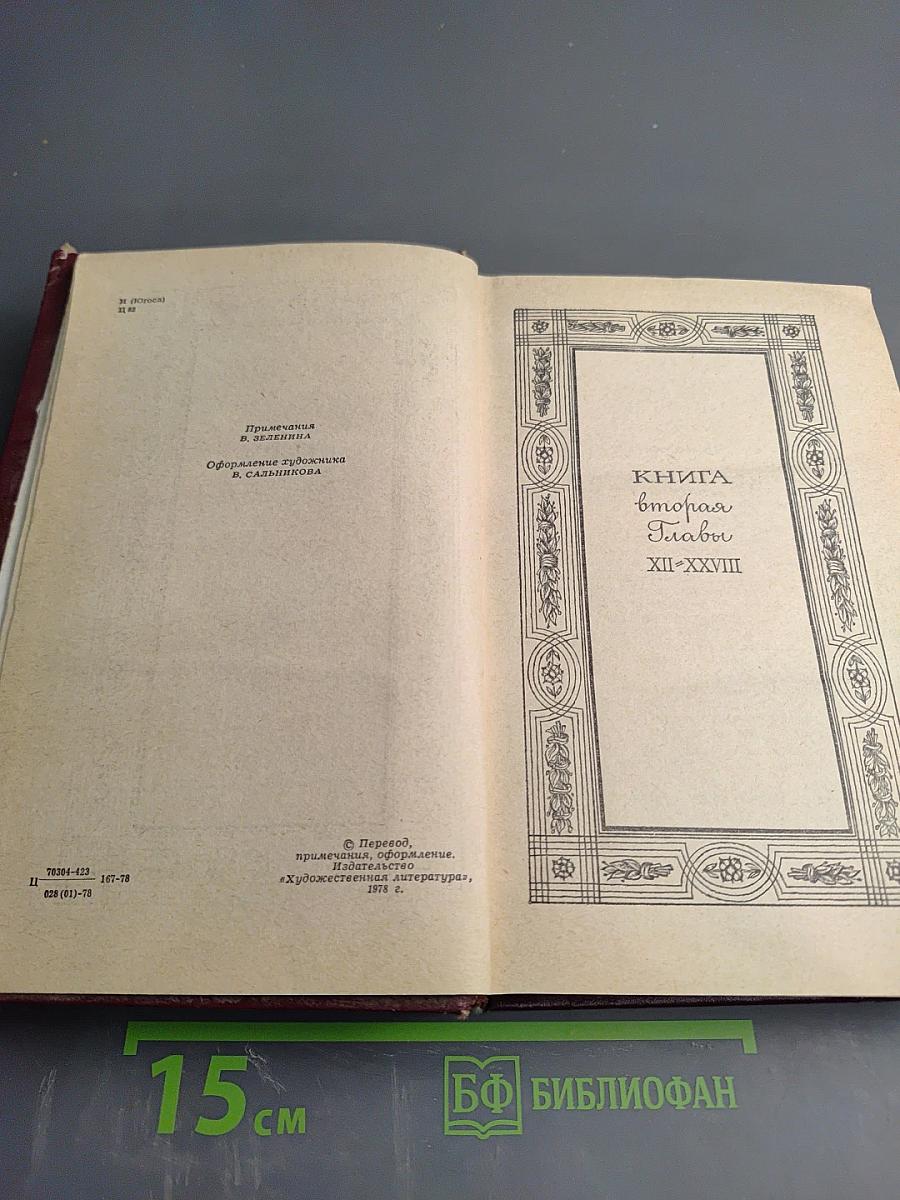 И (Югосл)
Ц 82
Примечания
В. ЗЕЛЕНИНА
Оформление художника
В. САЛЬНИКОВА
© Перевод,
примечания, оформление.
Издательство
«Художественная литература»,
1978 г.
Ц 70304-423 167-78
028 (01)-78
КНИГА
вторая
Главы
XII-XXVIII
15 см
БФ БИБЛИОФАН